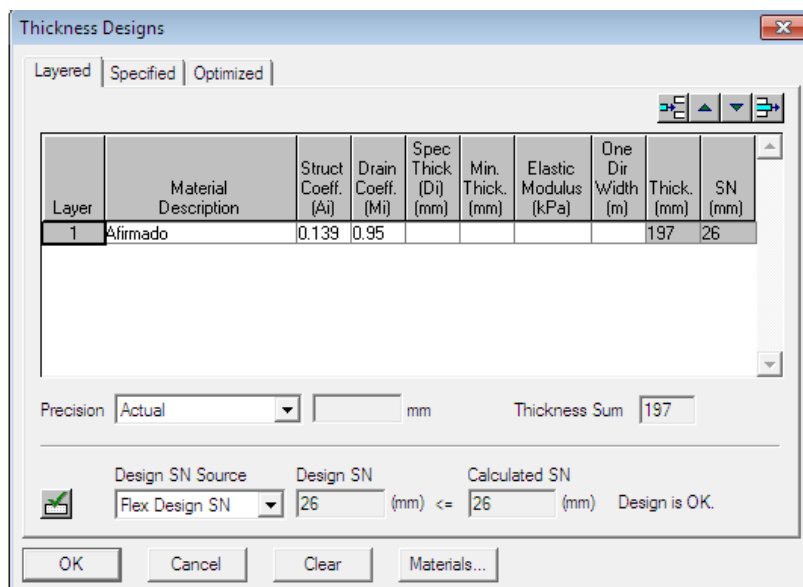 Thickness Designs
Layered Specified Optimized
Layer Material Description Struct Coeff. (Ai) Drain Coeff. (Mi) Spec Thick (Di) (mm) Min. Thick. (mm) Elastic Modulus (kPa) One Dir Width (m) Thick. (mm) SN (mm)
1 Afirmado 0.139 0.95 197 26
Precision Actual mm Thickness Sum 197
Design SN Source Design SN Calculated SN
Flex Design SN 26 (mm) <= 26 (mm) Design is OK.
OK Cancel Clear Materials...